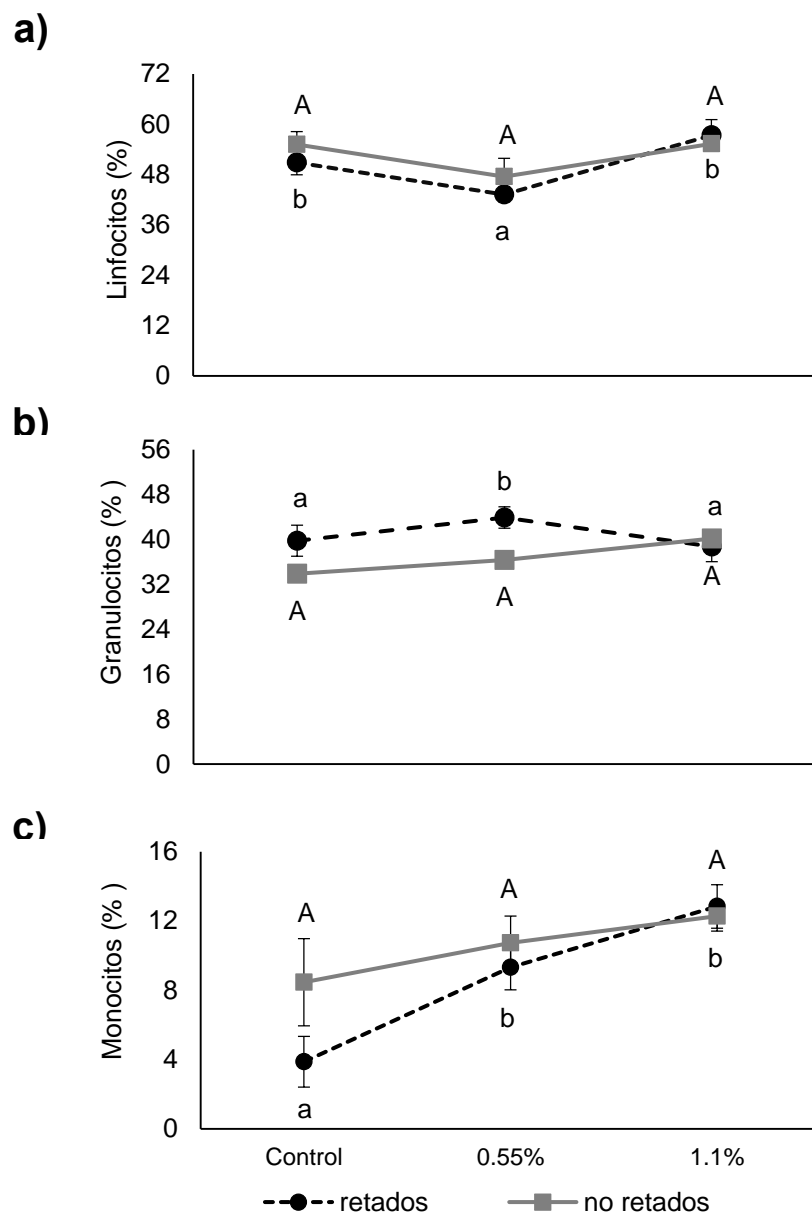 a)
Linfocitos (%)
72
60
48
36
24
12
0
A
A
A
b
a
b
b)
Granulocitos (% )
56
48
40
32
24
16
8
0
a
b
a
A
A
A
c)
Monocitos (% )
16
12
8
4
0
A
A
A
a
b
b
Control 0.55% 1.1%
retados no retados